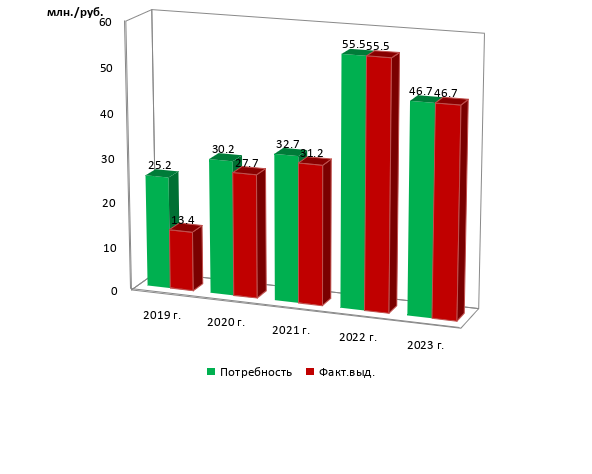 млн./руб.
60
50
40
30
20
10
0
25.2
13.4
30.2
27.7
32.7
31.2
55.5
55.5
46.7
46.7
2019 г.
2020 г.
2021 г.
2022 г.
2023 г.
Потребность
Факт.выд.